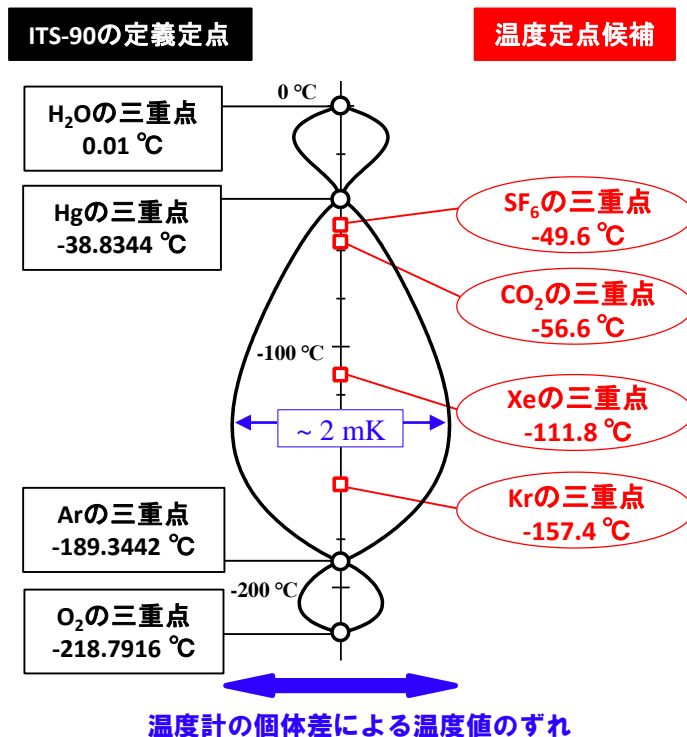 ITS-90の定義定点
温度定点候補
0 ℃
H₂Oの三重点
0.01 ℃
Hgの三重点
-38.8344 ℃
SF₆の三重点
-49.6 ℃
CO₂の三重点
-56.6 ℃
-100 ℃
Xeの三重点
-111.8 ℃
~ 2 mK
Krの三重点
-157.4 ℃
Arの三重点
-189.3442 ℃
-200 ℃
O₂の三重点
-218.7916 ℃
温度計の個体差による温度値のずれ